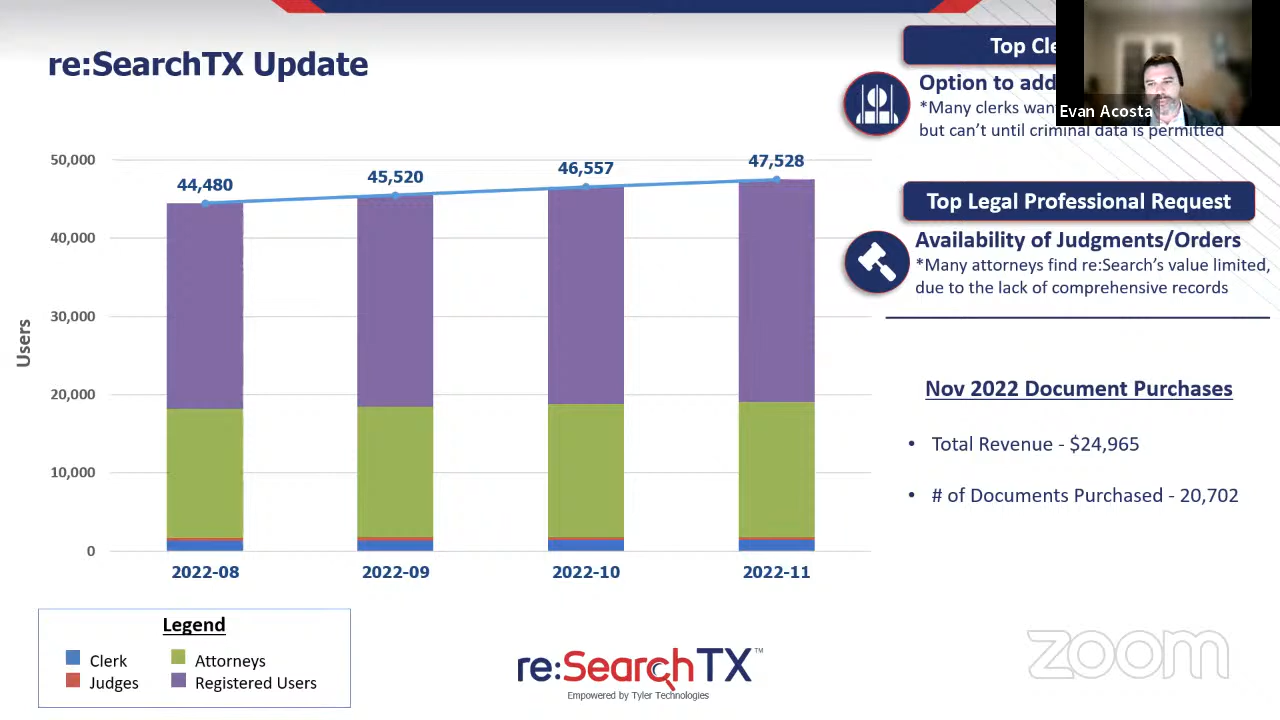 re:SearchTX Update
Top
Option to add
*Many clerks
but can't until criminal data is permitted
Evan Acosta
Top Legal Professional Request
Availability of Judgments/Orders
*Many attorneys find re:Search's value limited,
due to the lack of comprehensive records
Nov 2022 Document Purchases
• Total Revenue - $24,965
• # of Documents Purchased - 20,702
Users
50,000
40,000
30,000
20,000
10,000
0
44,480
45,520
46,557
47,528
2022-08
2022-09
2022-10
2022-11
Legend
Clerk
Attorneys
Judges
Registered Users
re:SearchTX™
Empowered by Tyler Technologies
zoom